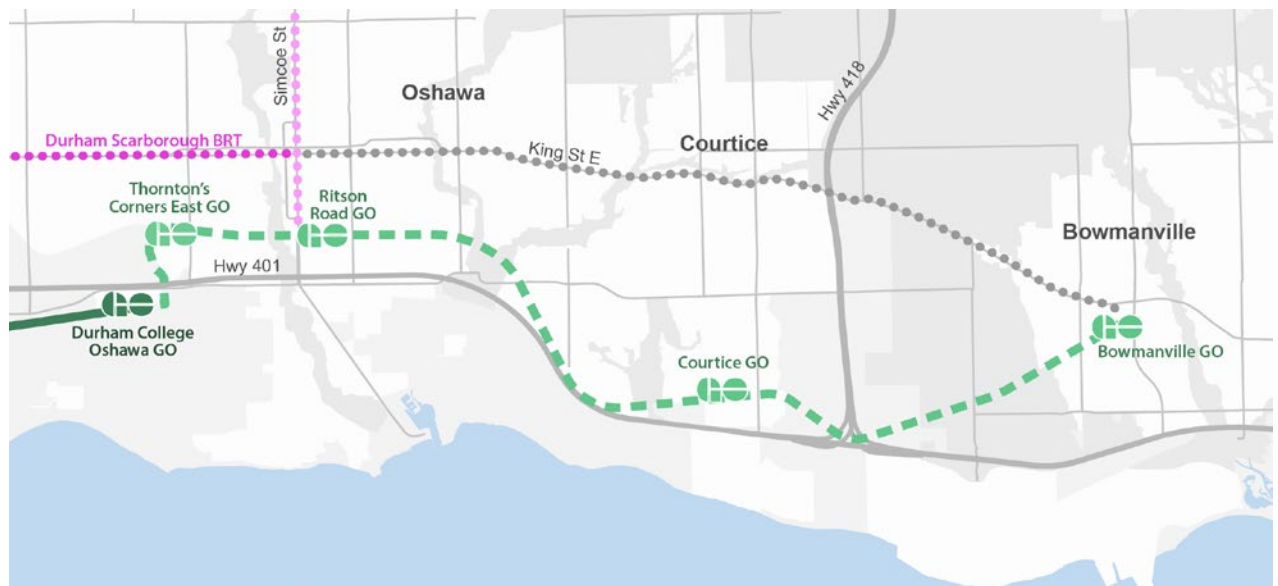 Simcoe St
Oshawa
Hwy 418
Durham Scarborough BRT
King St E
Courtice
Thornton's
Corners East GO
Ritson
Road GO
Bowmanville
Hwy 401
Durham College
Oshawa GO
Courtice GO
Bowmanville GO